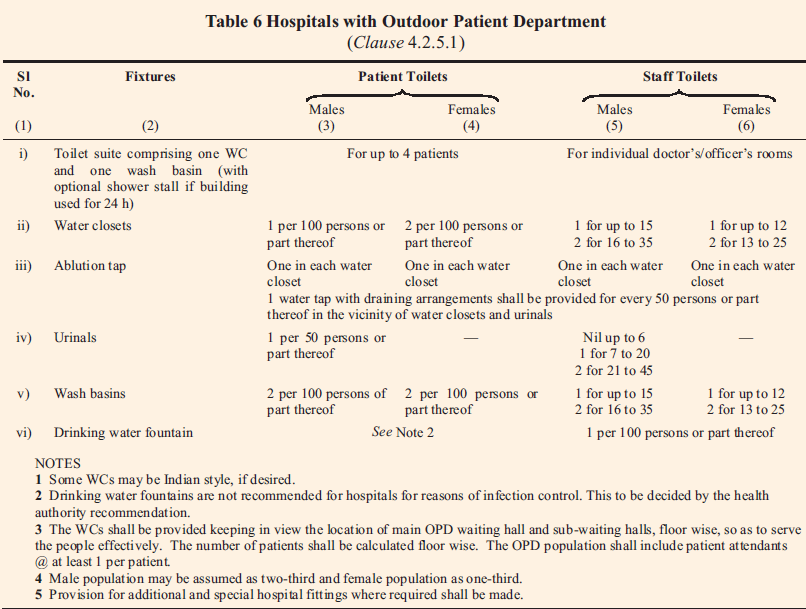 Table 6 Hospitals with Outdoor Patient Department
(Clause 4.2.5.1)
Sl No. Fixtures Patient Toilets Staff Toilets
Males Females Males Females
(1) (2) (3) (4) (5) (6)
i) Toilet suite comprising one WC For up to 4 patients For individual doctor's/officer's rooms
and one wash basin (with
optional shower stall if building
used for 24 h)
ii) Water closets 1 per 100 persons or 2 per 100 persons or 1 for up to 15 1 for up to 12
part thereof part thereof 2 for 16 to 35 2 for 13 to 25
iii) Ablution tap One in each water One in each water One in each water One in each water
closet closet closet closet
1 water tap with draining arrangements shall be provided for every 50 persons or part
thereof in the vicinity of water closets and urinals
iv) Urinals 1 per 50 persons or — Nil up to 6 —
part thereof 1 for 7 to 20
2 for 21 to 45
v) Wash basins 2 per 100 persons of 2 per 100 persons or 1 for up to 15 1 for up to 12
part thereof part thereof 2 for 16 to 35 2 for 13 to 25
vi) Drinking water fountain See Note 2 1 per 100 persons or part thereof
NOTES
1 Some WCs may be Indian style, if desired.
2 Drinking water fountains are not recommended for hospitals for reasons of infection control. This to be decided by the health
authority recommendation.
3 The WCs shall be provided keeping in view the location of main OPD waiting hall and sub-waiting halls, floor wise, so as to serve
the people effectively. The number of patients shall be calculated floor wise. The OPD population shall include patient attendants
@ at least 1 per patient.
4 Male population may be assumed as two-third and female population as one-third.
5 Provision for additional and special hospital fittings where required shall be made.